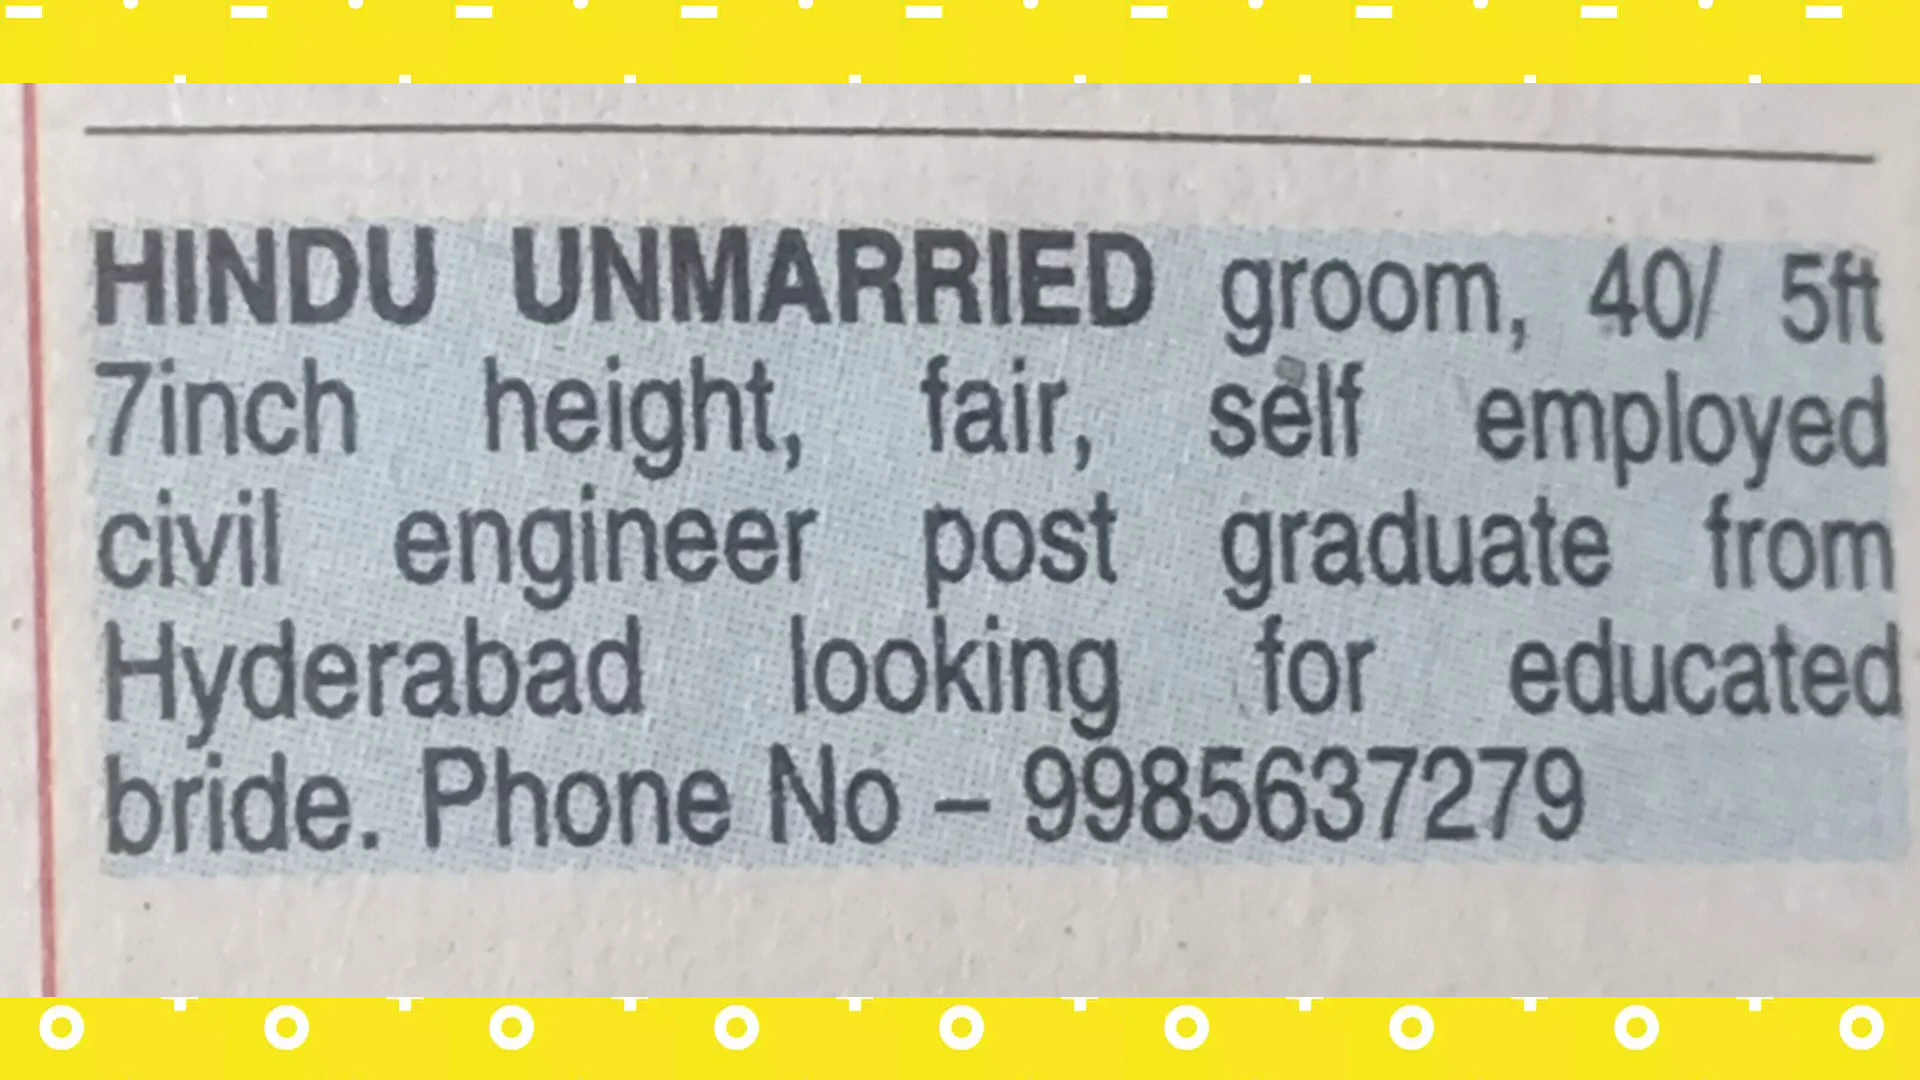 HINDU UNMARRIED groom, 40/ 5ft
7inch height, fair, self employed
civil engineer post graduate from
Hyderabad looking for educated
bride. Phone No – 9985637279